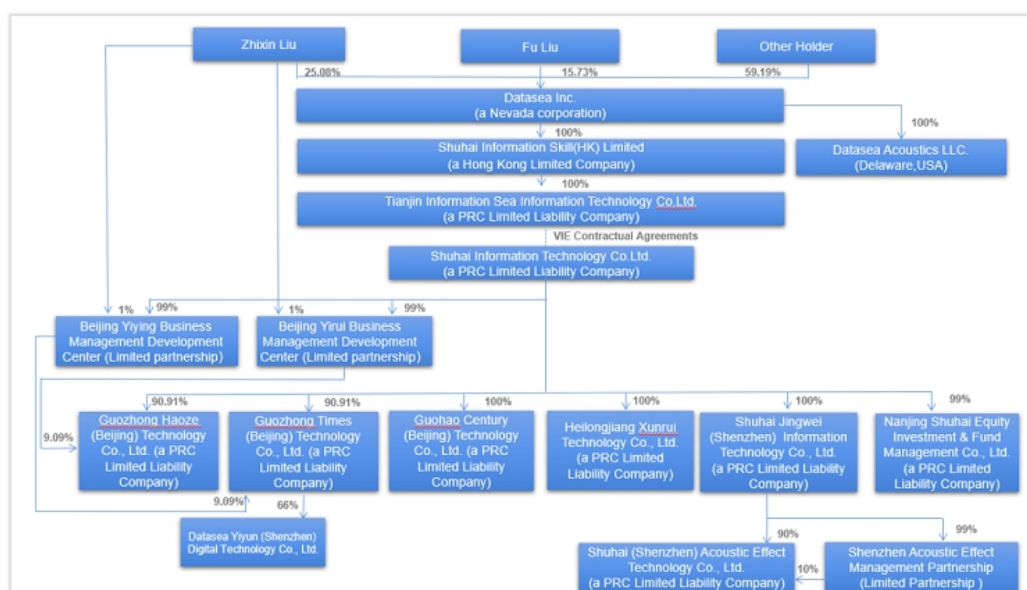 Zhixin Liu
Fu Liu
Other Holder
25.08%
15.73%
59.19%
Datasea Inc.
(a Nevada corporation)
100%
100%
Shuhai Information Skill(HK) Limited
(a Hong Kong Limited Company)
Datasea Acoustics LLC.
(Delaware,USA)
100%
Tianjin Information Sea Information Technology Co.Ltd.
(a PRC Limited Liability Company)
VIE Contractual Agreements
Shuhai Information Technology Co.Ltd.
(a PRC Limited Liability Company)
1%
99%
1%
99%
Beijing Yiying Business
Management Development
Center (Limited partnership)
Beijing Yirui Business
Management Development
Center (Limited partnership)
90.91%
90.91%
100%
100%
100%
99%
9.09%
Guozhong Haoze
(Beijing) Technology
Co., Ltd. (a PRC
Limited Liability
Company)
Guozhong Times
(Beijing) Technology
Co., Ltd. (a PRC
Limited Liability
Company)
Guohao Century
(Beijing) Technology
Co., Ltd. (a PRC
Limited Liability
Company)
Heilongjiang Xunrui
Technology Co., Ltd.
(a PRC Limited
Liability Company)
Shuhai Jingwei
(Shenzhen) Information
Technology Co., Ltd.
(a PRC Limited Liability
Company)
Nanjing Shuhai Equity
Investment & Fund
Management Co., Ltd.
(a PRC Limited
Liability Company)
9.09%
66%
Datasea Yiyun (Shenzhen)
Digital Technology Co., Ltd.
90%
99%
Shuhai (Shenzhen) Acoustic Effect
Technology Co., Ltd.
(a PRC Limited Liability Company)
10%
Shenzhen Acoustic Effect
Management Partnership
(Limited Partnership )